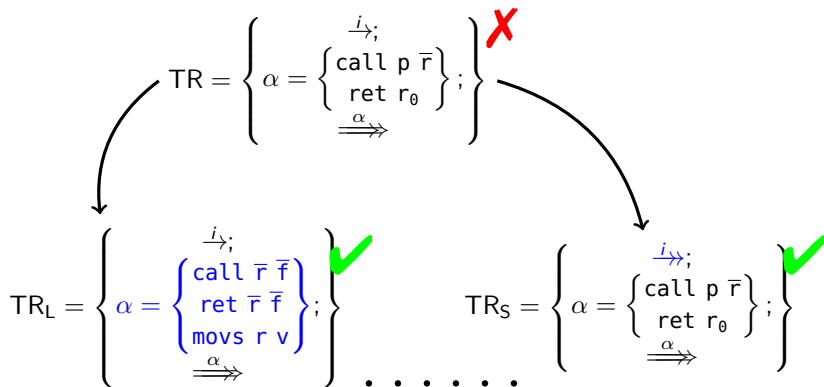 i→; ✗
TR = { α = { call p r̅
ret r₀ } ; }
α⇒
i→; ✔
TR_L = { α = { call r̅ f̅
ret r̅ f̅
movs r v } ; }
α⇒
i↠; ✔
TR_S = { α = { call p r̅
ret r₀ } ; }
α⇒
. . . . . .